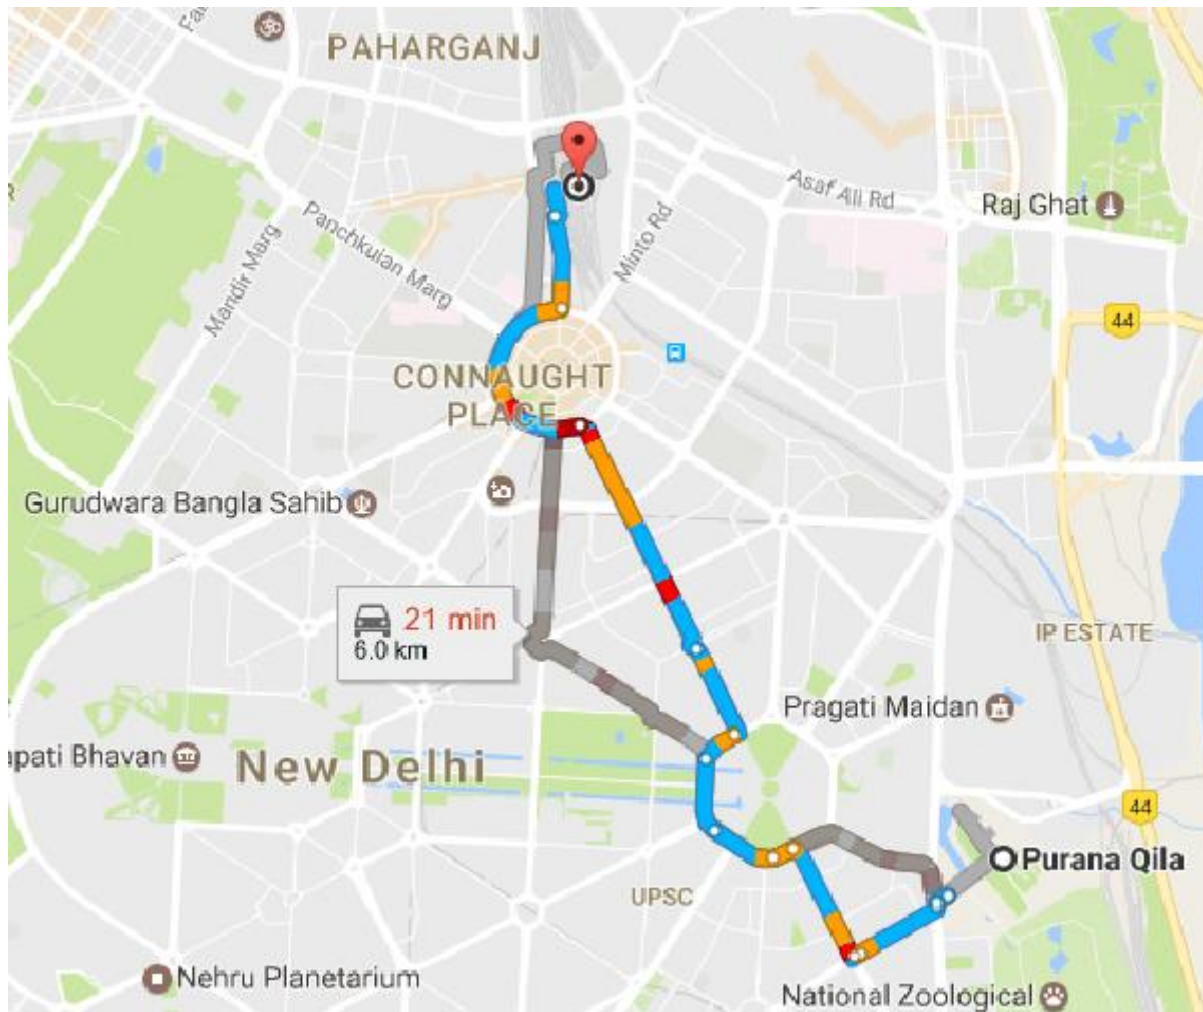 PAHARGANJ
Asaf Ali Rd
Raj Ghat
Panchkuian Marg
Minto Rd
Mandir Marg
44
CONNAUGHT
PLACE
Gurudwara Bangla Sahib
21 min
6.0 km
IP ESTATE
Pragati Maidan
apati Bhavan
New Delhi
44
Purana Qila
UPSC
Nehru Planetarium
National Zoological